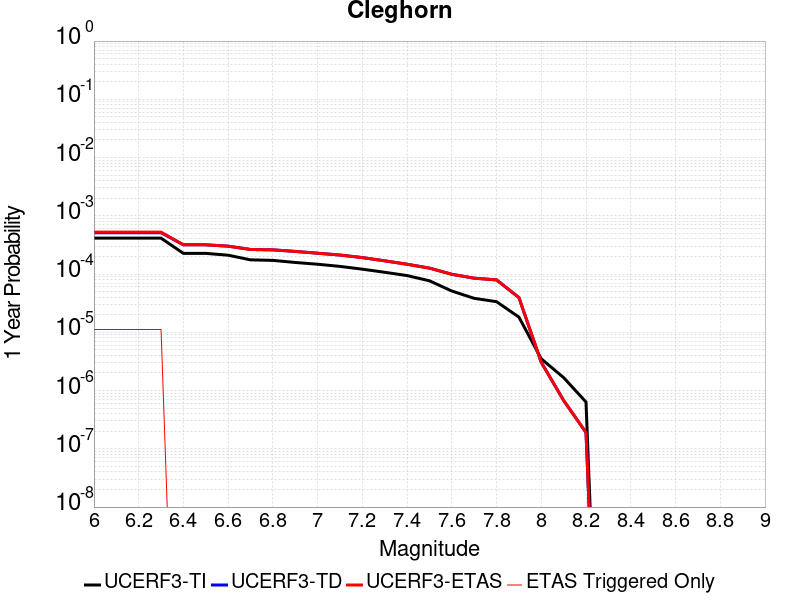 Cleghorn
10^0
10^-1
10^-2
10^-3
10^-4
10^-5
10^-6
10^-7
10^-8
1 Year Probability
6 6.2 6.4 6.6 6.8 7 7.2 7.4 7.6 7.8 8 8.2 8.4 8.6 8.8 9
Magnitude
UCERF3-TI UCERF3-TD UCERF3-ETAS ETAS Triggered Only